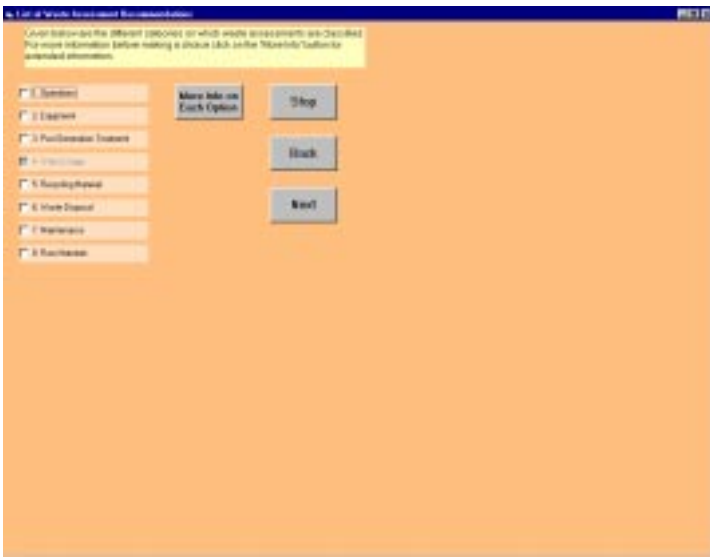 List of Waste Assessment Recommendations
Given below are the different categories on which waste assessments are classified.
For more information before making a choice click on the 'More Info' button for
extended information.
1. Operations
2. Equipment
3. Post Generation Treatment
4.
5. Recycling Material
6. Waste Disposal
7. Maintenance
8. Raw Materials
More Info on
Each Option
Stop
Back
Next